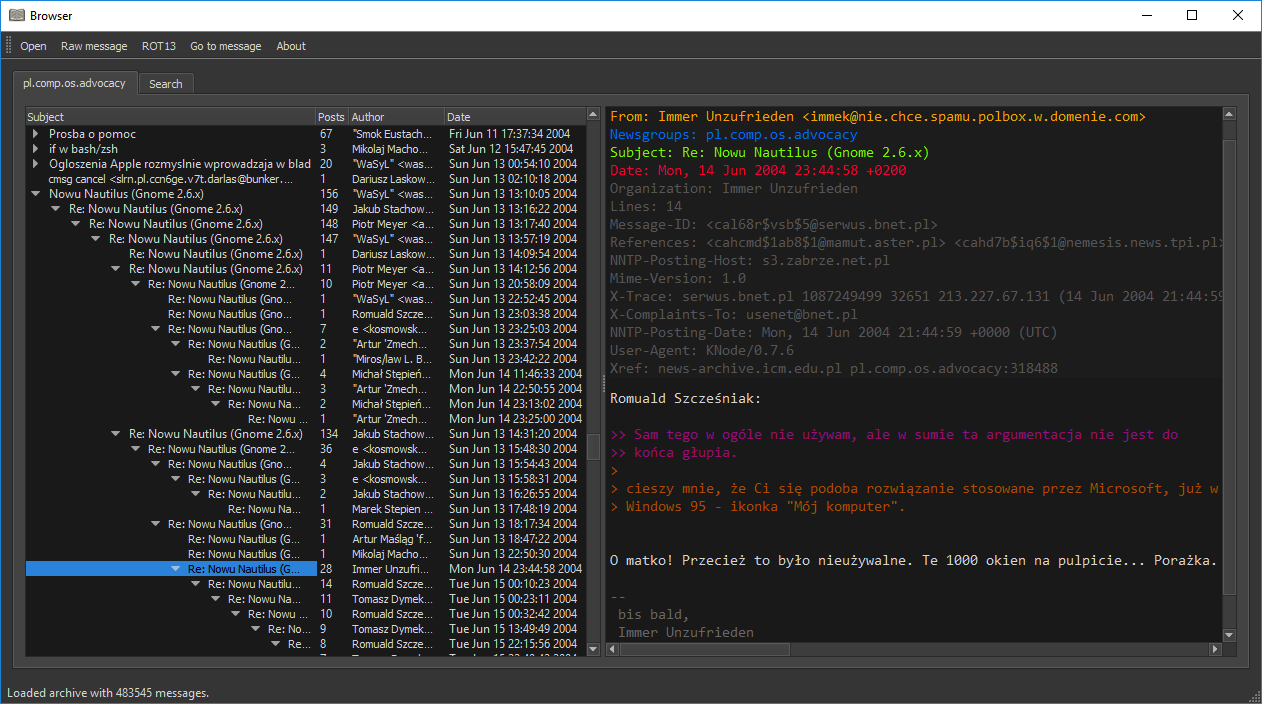 Browser
Open Raw message ROT13 Go to message About
pl.comp.os.advocacy Search
Subject Posts Author Date
Prosba o pomoc 67 "Smok Eustach... Fri Jun 11 17:37:34 2004
if w bash/zsh 3 Mikolaj Macho... Sat Jun 12 15:47:45 2004
Ogloszenia Apple rozmyslnie wprowadzaja w blad 20 "WaSyL" <was... Sun Jun 13 00:54:10 2004
cmsg cancel <slrn.pl.ccn6ge.v7t.darlas@bunker.... 1 Dariusz Laskow... Sun Jun 13 02:10:18 2004
Nowu Nautilus (Gnome 2.6.x) 156 "WaSyL" <was... Sun Jun 13 13:10:05 2004
Re: Nowu Nautilus (Gnome 2.6.x) 149 Jakub Stachow... Sun Jun 13 13:16:22 2004
Re: Nowu Nautilus (Gnome 2.6.x) 148 Piotr Meyer <a... Sun Jun 13 13:17:40 2004
Re: Nowu Nautilus (Gnome 2.6.x) 147 "WaSyL" <was... Sun Jun 13 13:57:19 2004
Re: Nowu Nautilus (Gnome 2.6.x) 1 Dariusz Laskow... Sun Jun 13 14:09:54 2004
Re: Nowu Nautilus (Gnome 2.6.x) 11 Piotr Meyer <a... Sun Jun 13 14:12:56 2004
Re: Nowu Nautilus (Gnome 2... 10 Piotr Meyer <a... Sun Jun 13 20:58:09 2004
Re: Nowu Nautilus (Gno... 1 "WaSyL" <was... Sun Jun 13 22:52:45 2004
Re: Nowu Nautilus (Gno... 1 Romuald Szcze... Sun Jun 13 23:03:38 2004
Re: Nowu Nautilus (Gno... 7 e <kosmowsk... Sun Jun 13 23:25:03 2004
Re: Nowu Nautilus (G... 2 "Artur 'Zmech... Sun Jun 13 23:37:54 2004
Re: Nowu Nautilu... 1 "Miros/law L. B... Sun Jun 13 23:42:22 2004
Re: Nowu Nautilus (G... 4 Michał Stępień... Mon Jun 14 11:46:33 2004
Re: Nowu Nautilu... 3 "Artur 'Zmech... Mon Jun 14 22:50:55 2004
Re: Nowu Na... 2 Michał Stępień... Mon Jun 14 23:13:02 2004
Re: Nowu ... 1 "Artur 'Zmech... Mon Jun 14 23:25:00 2004
Re: Nowu Nautilus (Gnome 2.6.x) 134 Jakub Stachow... Sun Jun 13 14:31:20 2004
Re: Nowu Nautilus (Gnome 2... 36 e <kosmowsk... Sun Jun 13 15:48:30 2004
Re: Nowu Nautilus (Gno... 4 Jakub Stachow... Sun Jun 13 15:54:43 2004
Re: Nowu Nautilus (G... 3 e <kosmowsk... Sun Jun 13 15:58:31 2004
Re: Nowu Nautilu... 2 Jakub Stachow... Sun Jun 13 16:26:55 2004
Re: Nowu Na... 1 Marek Stepien ... Sun Jun 13 17:48:19 2004
Re: Nowu Nautilus (Gno... 31 Romuald Szcze... Sun Jun 13 18:17:34 2004
Re: Nowu Nautilus (G... 1 Artur Maśląg 'f... Sun Jun 13 18:47:22 2004
Re: Nowu Nautilus (G... 1 Mikolaj Macho... Sun Jun 13 22:50:30 2004
Re: Nowu Nautilus (G... 28 Immer Unzufri... Mon Jun 14 23:44:58 2004
Re: Nowu Nautilu... 14 Romuald Szcze... Tue Jun 15 00:10:23 2004
Re: Nowu Na... 11 Tomasz Dymek... Tue Jun 15 00:23:11 2004
Re: Nowu ... 10 Romuald Szcze... Tue Jun 15 00:32:42 2004
Re: No... 9 Tomasz Dymek... Tue Jun 15 13:49:49 2004
Re... 8 Romuald Szcze... Tue Jun 15 22:15:56 2004
From: Immer Unzufrieden <immek@nie.chce.spamu.polbox.w.domenie.com>
Newsgroups: pl.comp.os.advocacy
Subject: Re: Nowu Nautilus (Gnome 2.6.x)
Date: Mon, 14 Jun 2004 23:44:58 +0200
Organization: Immer Unzufrieden
Lines: 14
Message-ID: <cal68r$vsb$5@serwus.bnet.pl>
References: <cahcmd$1ab8$1@mamut.aster.pl> <cahd7b$iq6$1@nemesis.news.tpi.pl>
NNTP-Posting-Host: s3.zabrze.net.pl
Mime-Version: 1.0
X-Trace: serwus.bnet.pl 1087249499 32651 213.227.67.131 (14 Jun 2004 21:44:59
X-Complaints-To: usenet@bnet.pl
NNTP-Posting-Date: Mon, 14 Jun 2004 21:44:59 +0000 (UTC)
User-Agent: KNode/0.7.6
Xref: news-archive.icm.edu.pl pl.comp.os.advocacy:318488
Romuald Szcześniak:
>> Sam tego w ogóle nie używam, ale w sumie ta argumentacja nie jest do
>> końca głupia.
>
> cieszy mnie, że Ci się podoba rozwiązanie stosowane przez Microsoft, już w
> Windows 95 - ikonka "Mój komputer".
O matko! Przecież to było nieużywalne. Te 1000 okien na pulpicie... Porażka.
--
bis bald,
Immer Unzufrieden
Loaded archive with 483545 messages.